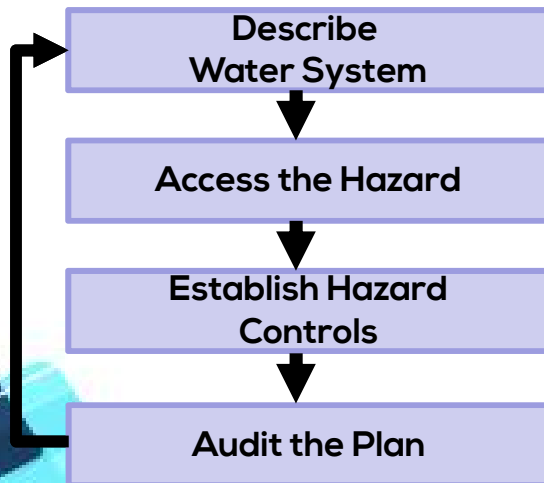 Describe
Water System
Access the Hazard
Establish Hazard
Controls
Audit the Plan